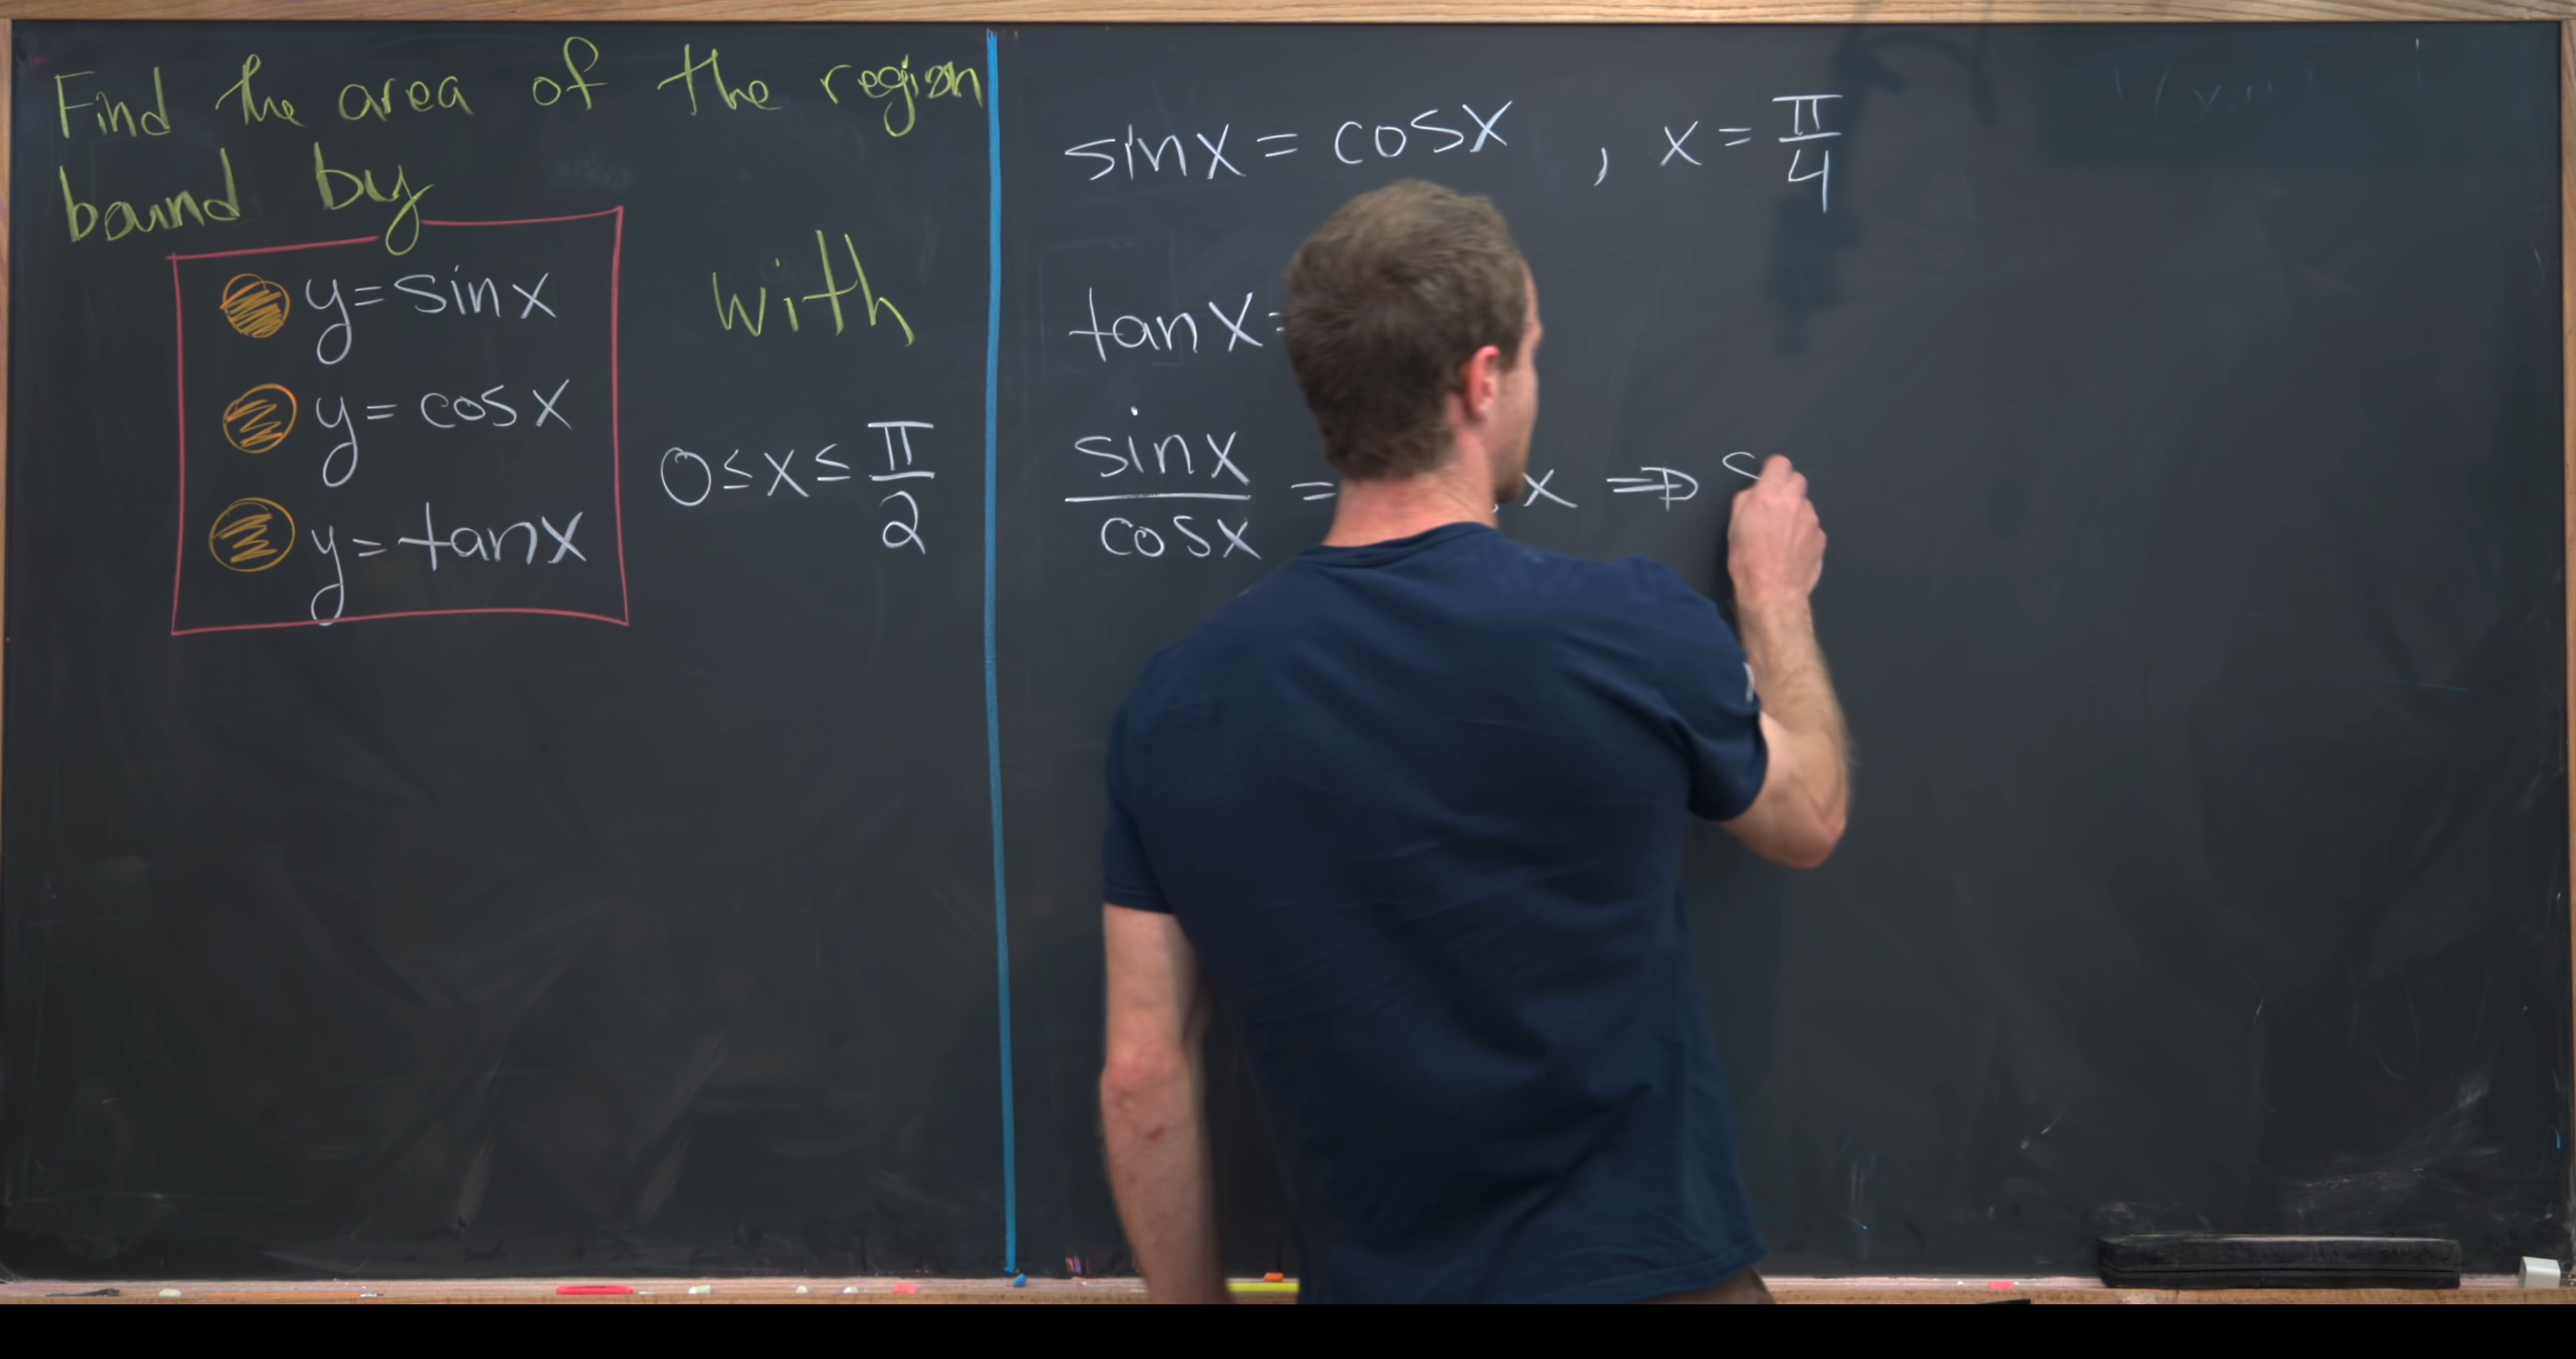 Find the area of the region
bound by
y=sinx
y=cosx
y=tanx
with
0≤x≤π/2
sinx=cosx, x=π/4
tanx=
sinx/cosx = x ⇒ s